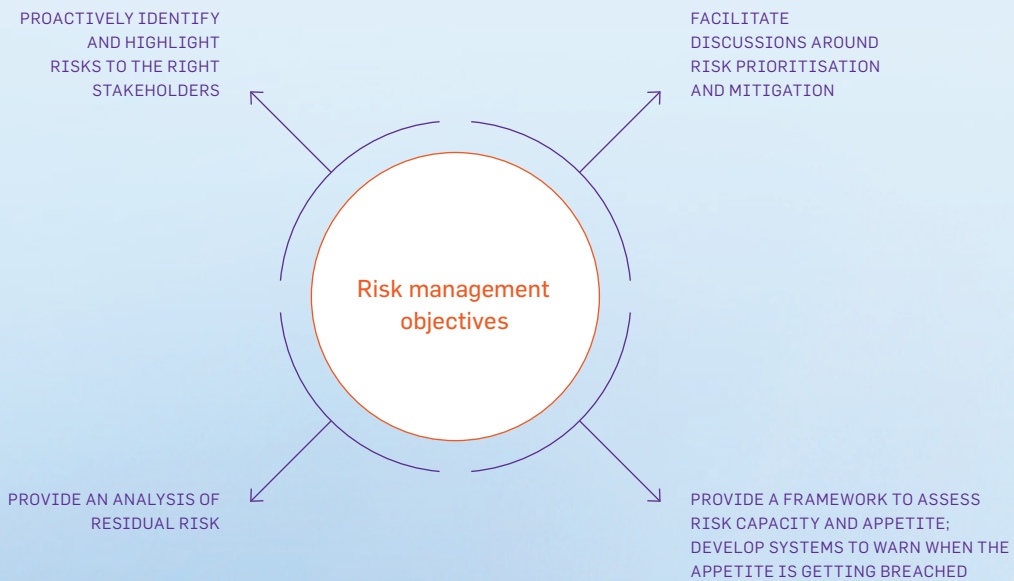 PROACTIVELY IDENTIFY
AND HIGHLIGHT
RISKS TO THE RIGHT
STAKEHOLDERS
FACILITATE
DISCUSSIONS AROUND
RISK PRIORITISATION
AND MITIGATION
Risk management
objectives
PROVIDE AN ANALYSIS OF
RESIDUAL RISK
PROVIDE A FRAMEWORK TO ASSESS
RISK CAPACITY AND APPETITE;
DEVELOP SYSTEMS TO WARN WHEN THE
APPETITE IS GETTING BREACHED